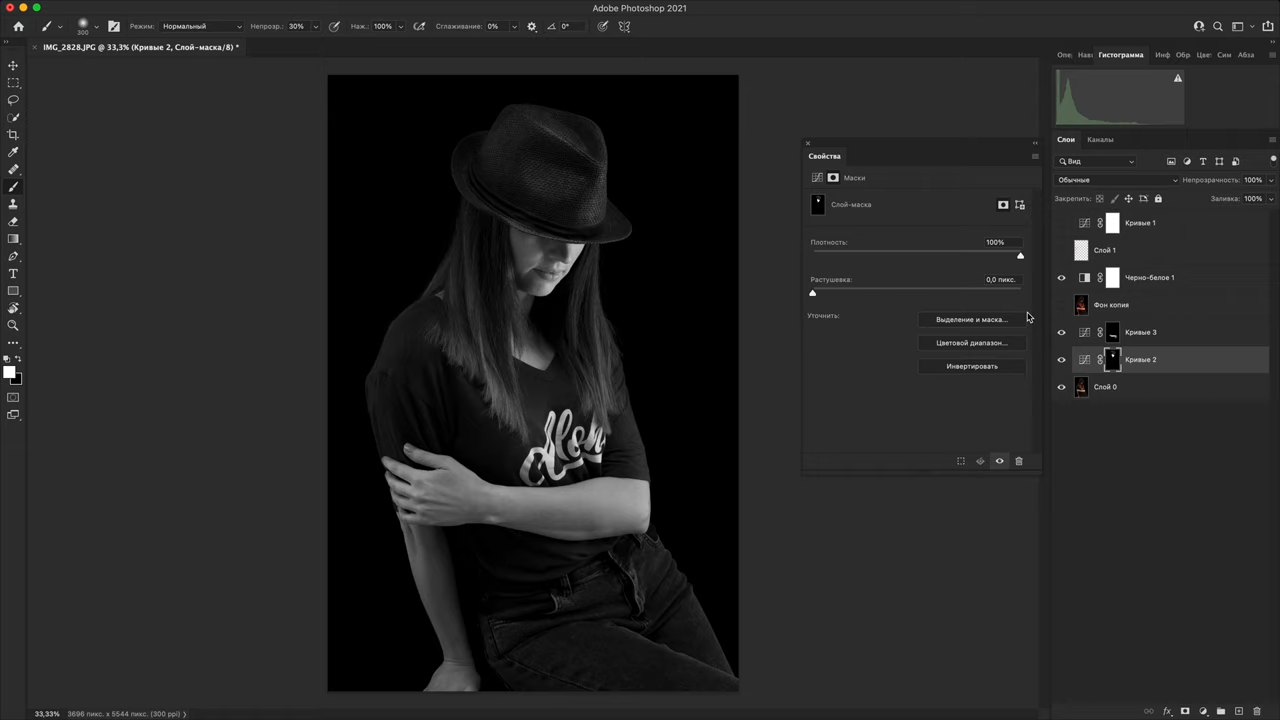 Adobe Photoshop 2021
300
Режим:
Нормальный
Непрозр.: 30%
Наж.: 100%
Сглаживание: 0%
0°
IMG_2828.JPG @ 33,3% (Кривые 2, Слой-маска/8) *
Гистограмма
Инф
Обр
Сим
Абза
Свойства
Маски
Слой-маска
Плотность:
100%
Растушевка:
0,0 пикс.
Уточнить:
Выделение и маска...
Цветовой диапазон...
Инвертировать
Слои
Каналы
Вид
Обычные
Непрозрачность: 100%
Закрепить:
Заливка: 100%
Кривые 1
Слой 1
Черно-белое 1
Фон копия
Кривые 3
Кривые 2
Слой 0
33,33%
3696 пикс. x 5544 пикс. (300 ppi)